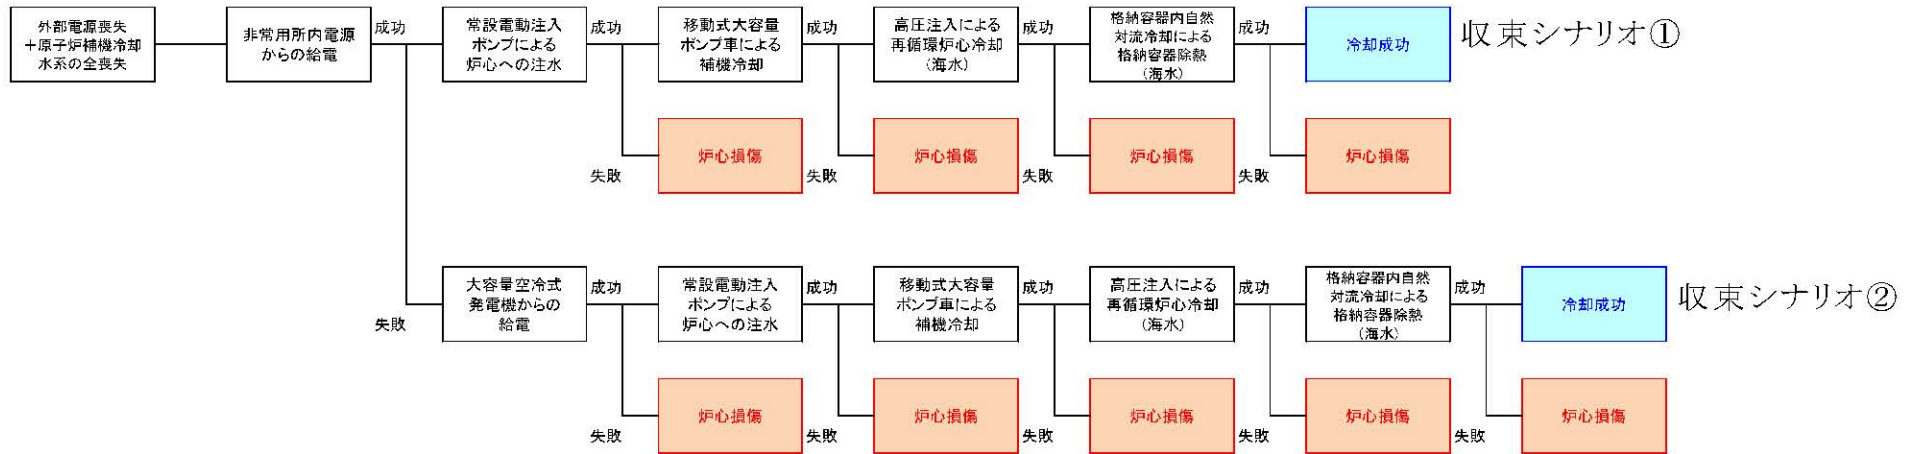 外部電源喪失
+原子炉補機冷却
水系の全喪失
非常用所内電源
からの給電
成功
常設電動注入
ポンプによる
炉心への注水
成功
移動式大容量
ポンプ車による
補機冷却
成功
高圧注入による
再循環炉心冷却
(海水)
成功
格納容器内自然
対流冷却による
格納容器除熱
(海水)
成功
冷却成功
収束シナリオ①
失敗
炉心損傷
失敗
炉心損傷
失敗
炉心損傷
失敗
炉心損傷
失敗
大容量空冷式
発電機からの
給電
成功
常設電動注入
ポンプによる
炉心への注水
成功
移動式大容量
ポンプ車による
補機冷却
成功
高圧注入による
再循環炉心冷却
(海水)
成功
格納容器内自然
対流冷却による
格納容器除熱
(海水)
成功
冷却成功
収束シナリオ②
失敗
炉心損傷
失敗
炉心損傷
失敗
炉心損傷
失敗
炉心損傷
失敗
炉心損傷